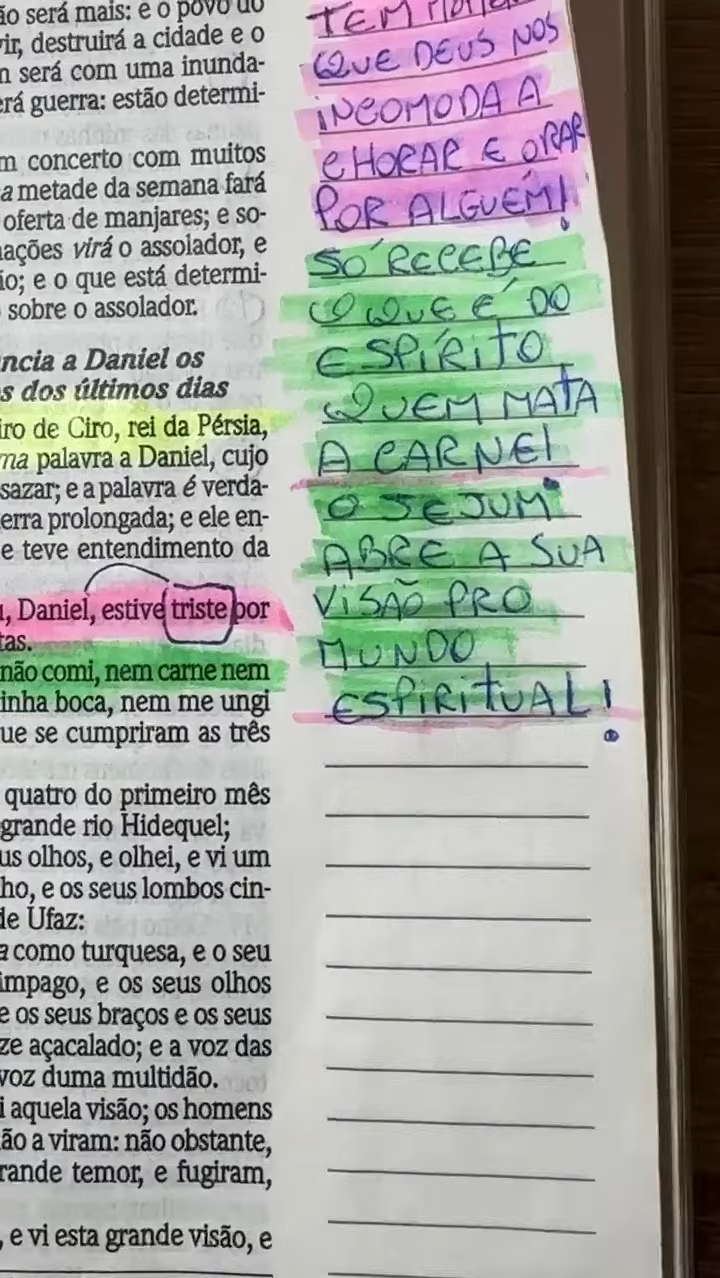 ão será mais: e o povo do
vir, destruirá a cidade e o
será com uma inunda-
erá guerra: estão determi-
m concerto com muitos
a metade da semana fará
oferta de manjares; e so-
nações virá o assolador, e
ão; e o que está determi-
sobre o assolador.
ncia a Daniel os
s dos últimos dias
iro de Ciro, rei da Pérsia,
ma palavra a Daniel, cujo
sazar; e a palavra é verda-
erra prolongada; e ele en-
e teve entendimento da
, Daniel, estive triste por
tas.
não comi, nem carne nem
inha boca, nem me ungi
que se cumpriram as três
quatro do primeiro mês
grande rio Hidequel;
us olhos, e olhei, e vi um
ho, e os seus lombos cin-
de Ufaz:
a como turquesa, e o seu
âmpago, e os seus olhos
e os seus braços e os seus
ze açacalado; e a voz das
voz duma multidão.
i aquela visão; os homens
ão a viram: não obstante,
rande temor, e fugiram,
, e vi esta grande visão, e
TEM
QUE DEUS NOS
INCOMODA A
CHORAR E ORAR
POR ALGUÉM!
SÓ RECEBE
O QUE É DO
ESPÍRITO
QUEM MATA
A CARNE!
O JEJUM
ABRE A SUA
VISÃO PRO
MUNDO
ESPIRITUAL!